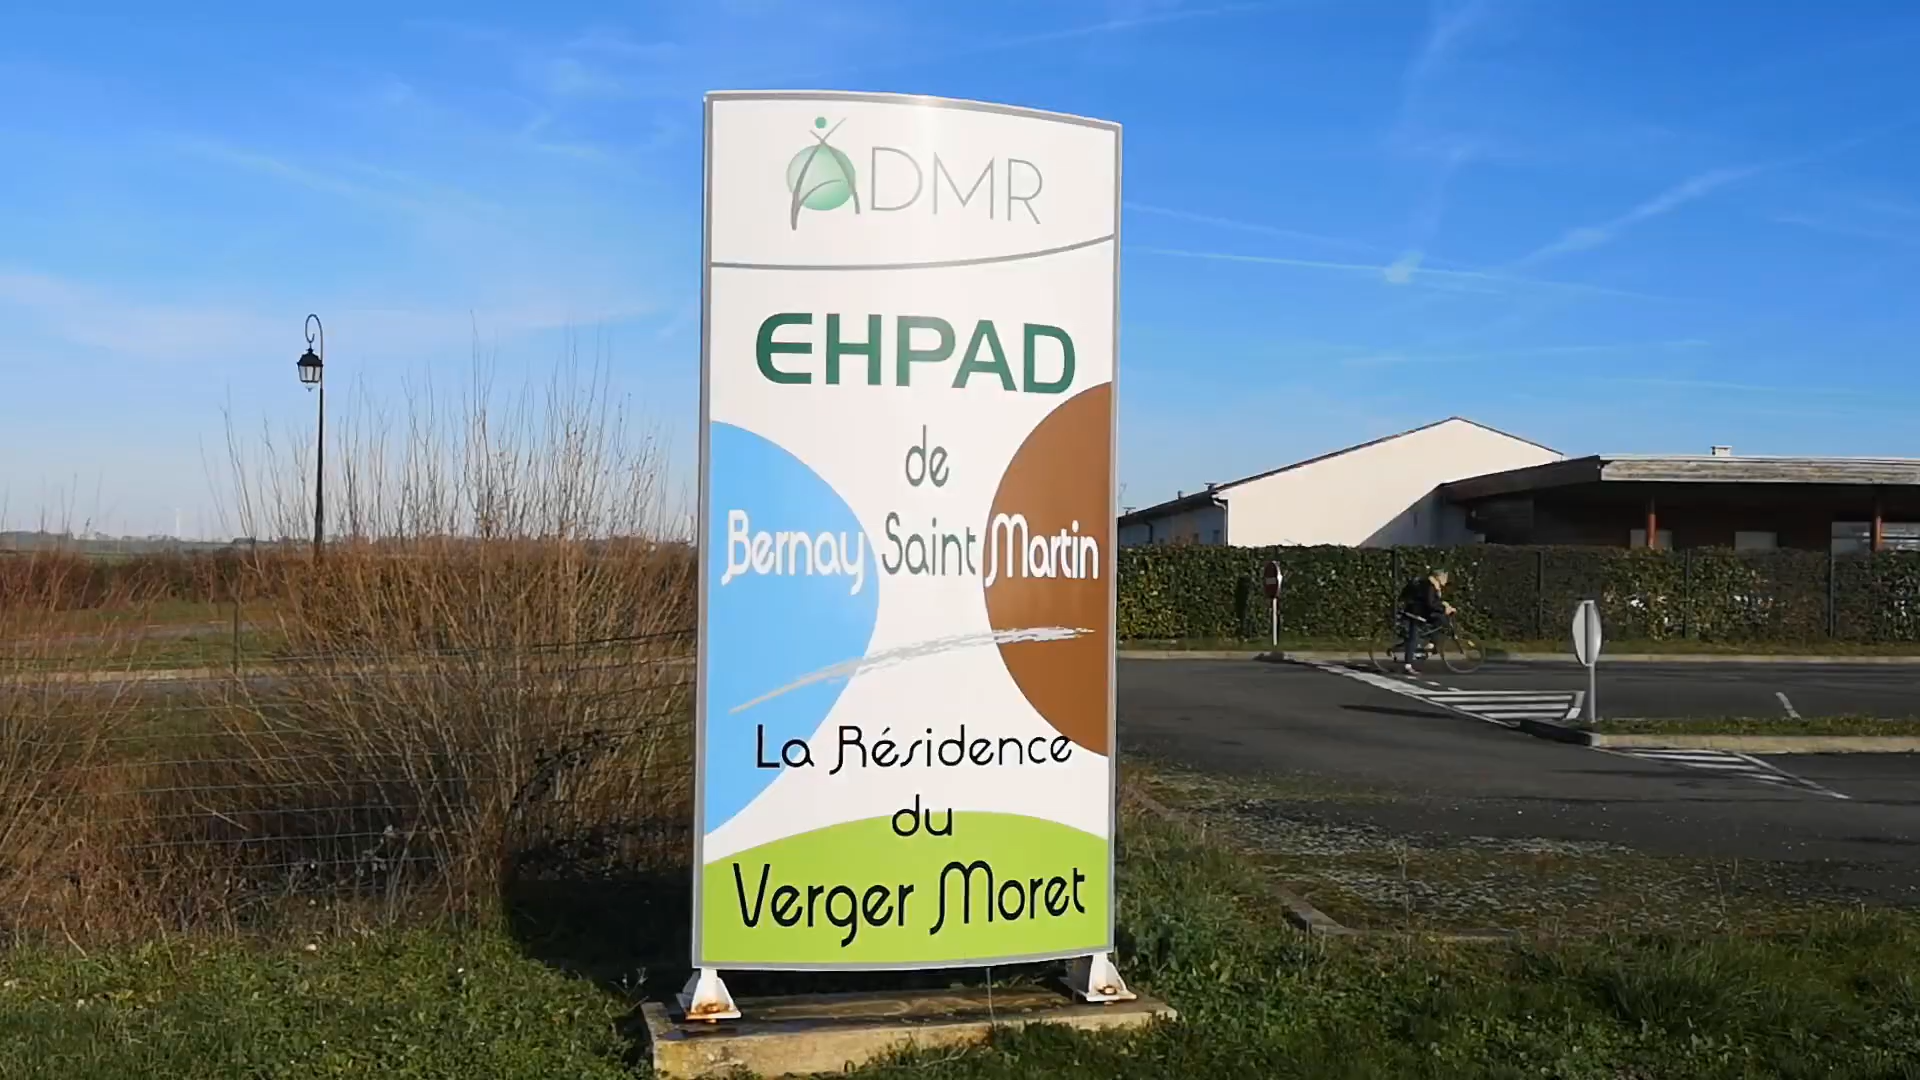 ADMR
EHPAD
de
Bernay Saint Martin
La Résidence
du
Verger Moret